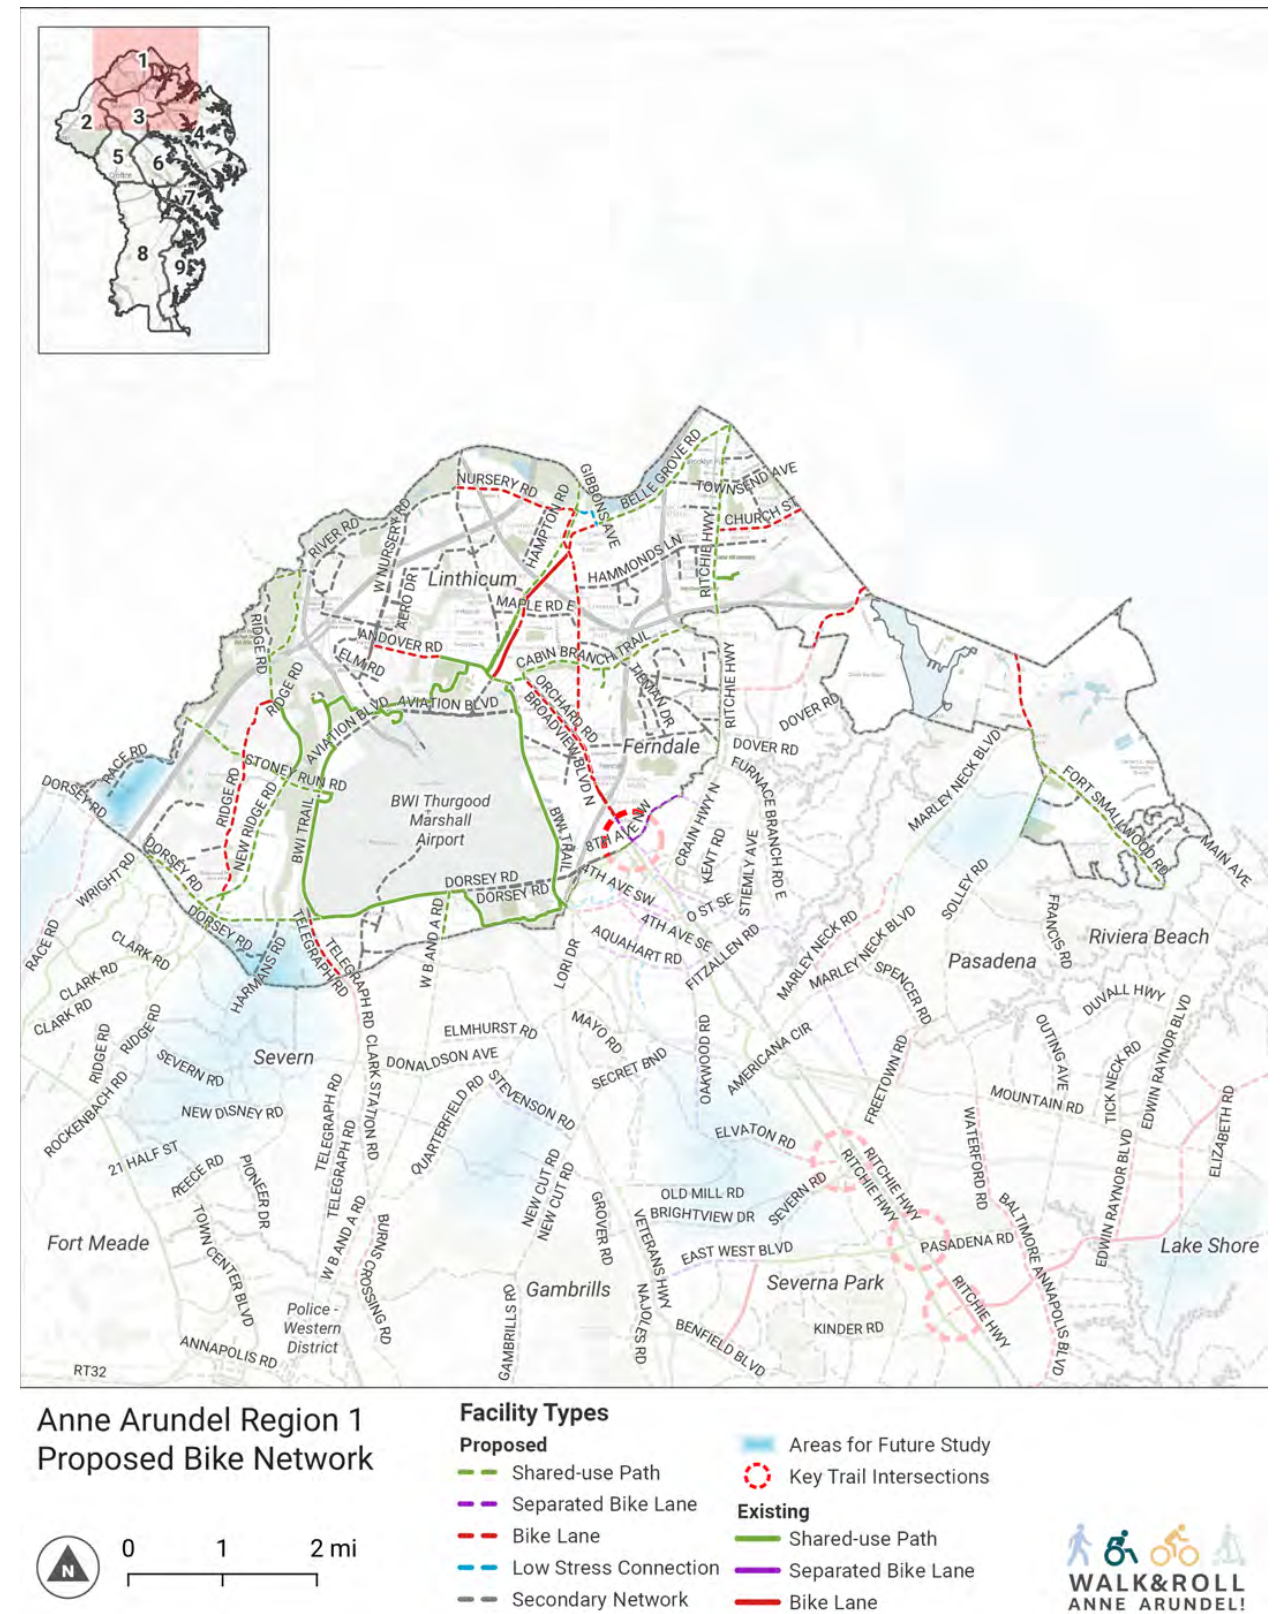 1
2
3
4
5
6
7
8
9
NURSERY RD
GIBBONS AVE
BELLE GROVE RD
TOWNSEND AVE
CHURCH ST
RIVER RD
W NURSERY RD
HAMPTON RD
HAMMONDS LN
RITCHIE HWY
Linthicum
AERO DR
MAPLE RD E
RIDGE RD
ANDOVER RD
ELM RD
CABIN BRANCH TRAIL
RIDGE RD
AVIATION BLVD
AVIATION BLVD
ORCHARD RD
BROADVIEW BLVD N
TIEMAN DR
RITCHIE HWY
DOVER RD
DOVER RD
Ferndale
RACE RD
DORSEY RD
STONEY RUN RD
RIDGE RD
NEW RIDGE RD
BWI TRAIL
BWI Thurgood
Marshall
Airport
BWI TRAIL
8TH AVE NW
CRAIN HWY N
KENT RD
STIEMLY AVE
FURNACE BRANCH RD E
MARLEY NECK BLVD
FORT SMALLWOOD RD
MAIN AVE
DORSEY RD
WRIGHT RD
DORSEY RD
DORSEY RD
DORSEY RD
4TH AVE SW
4TH AVE SE
O ST SE
SOLLEY RD
RACE RD
CLARK RD
CLARK RD
CLARK RD
HARMANS RD
TELEGRAPH RD
TELEGRAPH RD
W B AND A RD
LORI DR
AQUAHART RD
FITZALLEN RD
MARLEY NECK RD
MARLEY NECK BLVD
SPENCER RD
FRANCIS RD
Riviera Beach
Pasadena
DUVALL HWY
RIDGE RD
RIDGE RD
SEVERN RD
Severn
ELMHURST RD
DONALDSON AVE
MAYO RD
SECRET BND
OAKWOOD RD
AMERICANA CIR
FREETOWN RD
OUTING AVE
TICK NECK RD
EDWIN RAYNOR BLVD
MOUNTAIN RD
ROCKENBACH RD
NEW DISNEY RD
TELEGRAPH RD
CLARK STATION RD
QUARTERFIELD RD
STEVENSON RD
ELVATON RD
WATERFORD RD
ELIZABETH RD
21 HALF ST
REECE RD
PIONEER DR
TELEGRAPH RD
NEW CUT RD
NEW CUT RD
OLD MILL RD
BRIGHTVIEW DR
SEVERN RD
RITCHIE HWY
RITCHIE HWY
EDWIN RAYNOR BLVD
Fort Meade
TOWN CENTER BLVD
W B AND A RD
BURNS CROSSING RD
GROVER RD
VETERANS HWY
EAST WEST BLVD
PASADENA RD
BALTIMORE ANNAPOLIS BLVD
Lake Shore
Gambrills
Severna Park
Police -
Western
District
ANNAPOLIS RD
GAMBRILLS RD
NAJOLES RD
BENFIELD BLVD
KINDER RD
RITCHIE HWY
RT32
Anne Arundel Region 1
Proposed Bike Network
N
0 1 2 mi
Facility Types
Proposed
Shared-use Path
Separated Bike Lane
Bike Lane
Low Stress Connection
Secondary Network
Areas for Future Study
Key Trail Intersections
Existing
Shared-use Path
Separated Bike Lane
Bike Lane
WALK&ROLL
ANNE ARUNDEL!